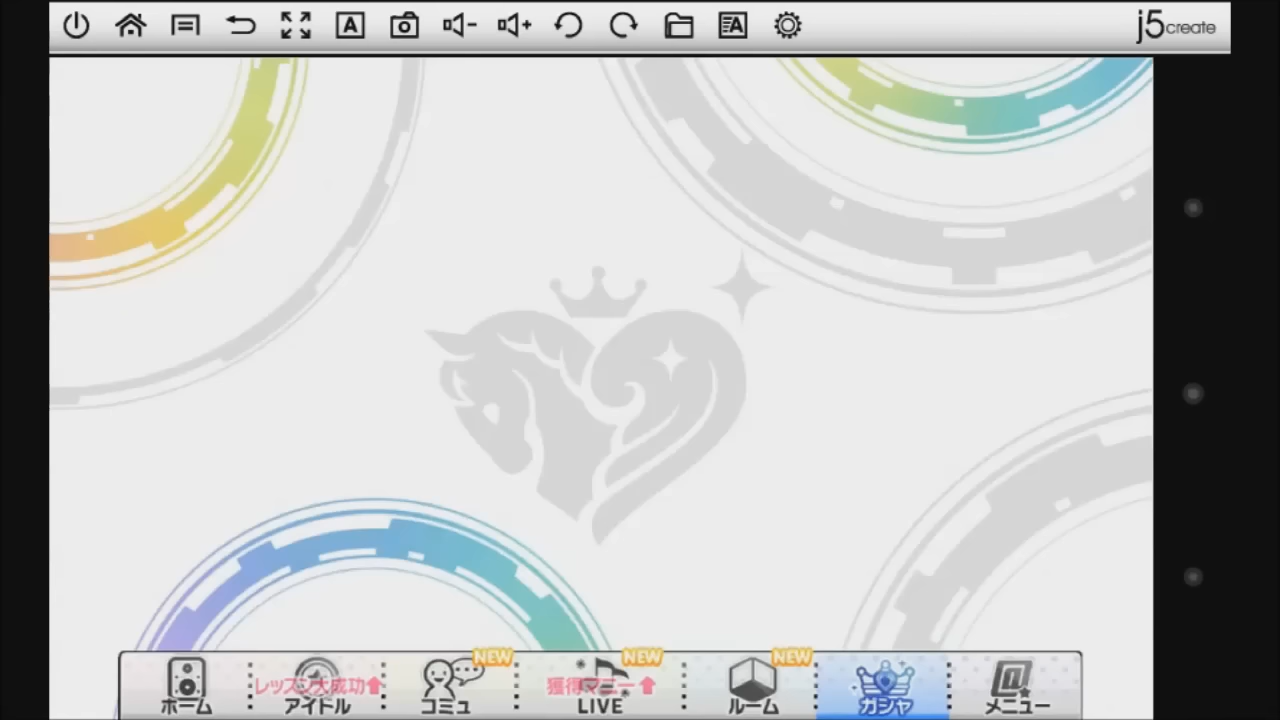 A
A
j5create
NEW
NEW
NEW
レッスン大成功
獲得マニー
ホーム
アイドル
コミュ
LIVE
ルーム
ガシャ
@
メニュー